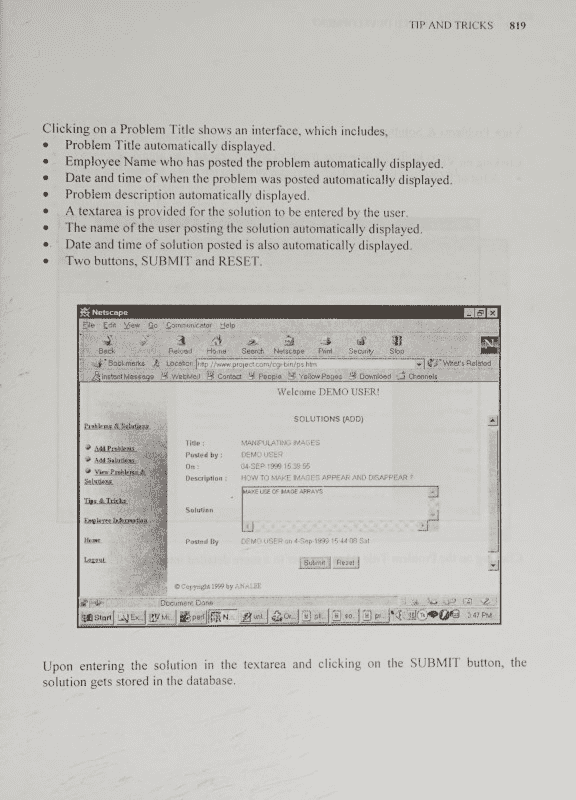 TIP AND TRICKS 819
Clicking on a Problem Title shows an interface, which includes,
• Problem Title automatically displayed.
• Employee Name who has posted the problem automatically displayed.
• Date and time of when the problem was posted automatically displayed.
• Problem description automatically displayed.
• A textarea is provided for the solution to be entered by the user.
• The name of the user posting the solution automatically displayed.
• Date and time of solution posted is also automatically displayed.
• Two buttons, SUBMIT and RESET.
Netscape
File Edit View Go Communicator Help
Back Reload Home Search Netscape Print Security Stop
Bookmarks Location http://www.project.com/cgi-bin/ps.htm What's Related
Instant Message WebMail Contact People Yellow Pages Download Channels
Welcome DEMO USER!
SOLUTIONS (ADD)
Problems & Solutions
Add Problems
Add Solutions
View Problems &
Solutions
Tips & Tricks
Employee Information
Home
Logout
Title : MANIPULATING IMAGES
Posted by : DEMO USER
On : 04-SEP-1999 15:39:55
Description : HOW TO MAKE IMAGES APPEAR AND DISAPPEAR ?
Solution MAKE USE OF IMAGE ARRAYS
Posted By DEMO USER on 4-Sep-1999 15:44:08 Sat
Submit Reset
© Copyright 1999 by
Document Done
Start Ex... Mi... perl N... unt... Or... so... pr... 3:47 PM
Upon entering the solution in the textarea and clicking on the SUBMIT button, the
solution gets stored in the database.